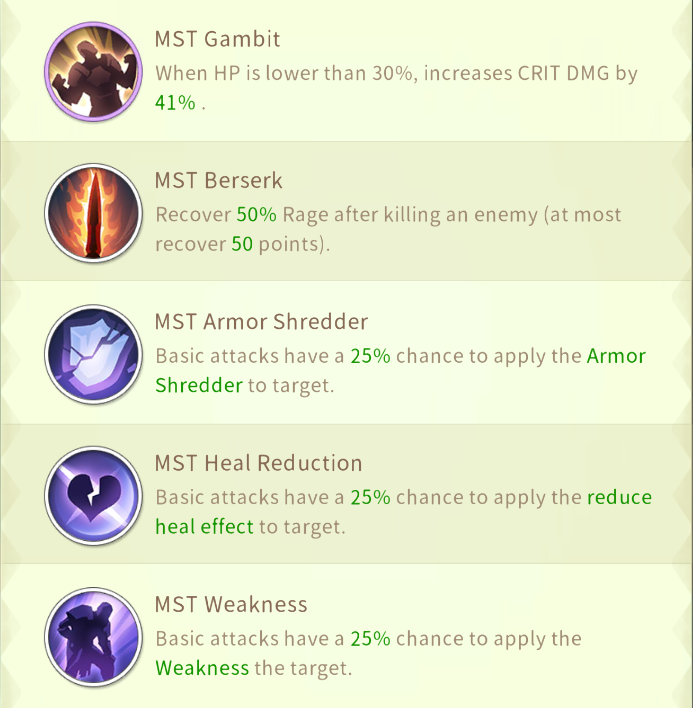 MST Gambit
When HP is lower than 30%, increases CRIT DMG by
41% .
MST Berserk
Recover 50% Rage after killing an enemy (at most
recover 50 points).
MST Armor Shredder
Basic attacks have a 25% chance to apply the Armor
Shredder to target.
MST Heal Reduction
Basic attacks have a 25% chance to apply the reduce
heal effect to target.
MST Weakness
Basic attacks have a 25% chance to apply the
Weakness the target.